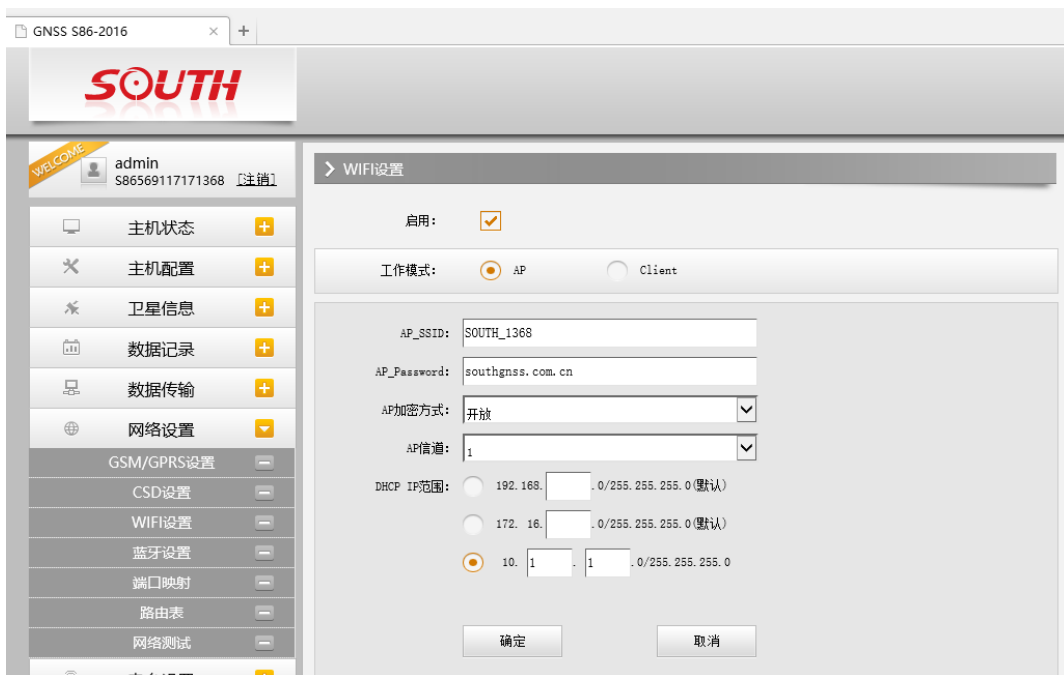 GNSS S86-2016
SOUTH
WELCOME
admin
S86569117171368 [注销]
主机状态
主机配置
卫星信息
数据记录
数据传输
网络设置
GSM/GPRS设置
CSD设置
WIFI设置
蓝牙设置
端口映射
路由表
网络测试
WIFI设置
启用:
工作模式: AP Client
AP_SSID: SOUTH_1368
AP_Password: southgnss.com.cn
AP加密方式: 开放
AP信道: 1
DHCP IP范围: 192.168. .0/255.255.255.0(默认)
172. 16. .0/255.255.255.0(默认)
10. 1 . 1 .0/255.255.255.0
确定 取消